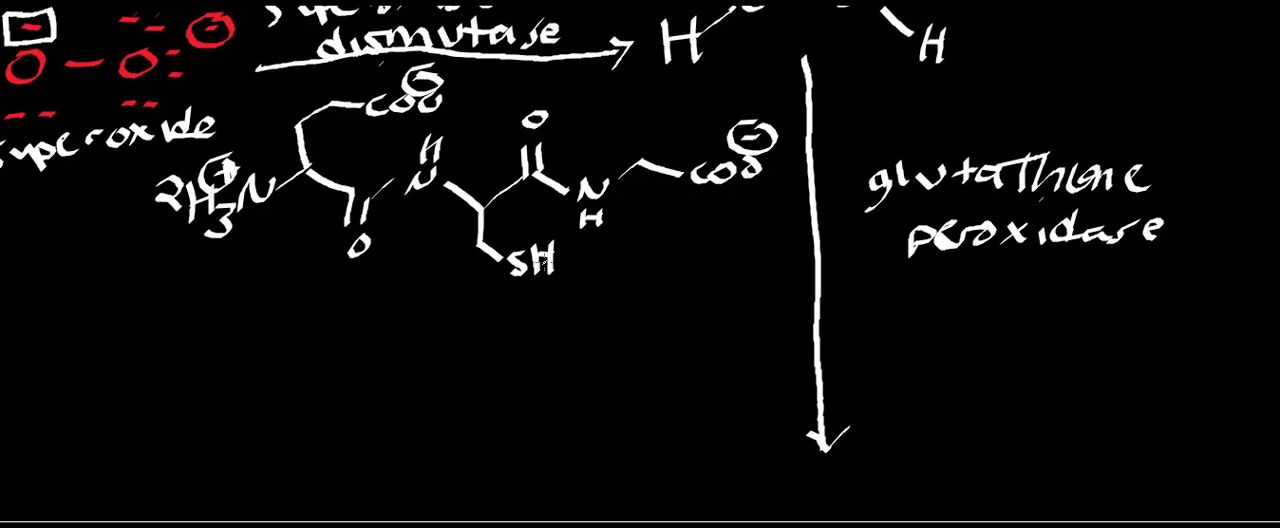 dismutase
superoxide
O - O
H H
COO
2H3N
H
N
O
O
SH
N
H
COO
glutathione
peroxidase